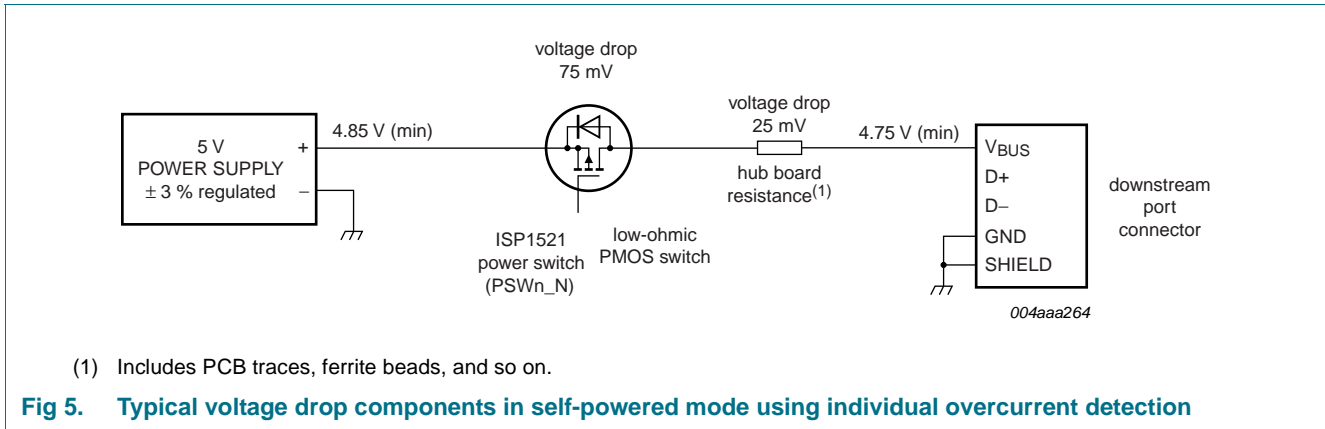 voltage drop
75 mV
voltage drop
25 mV
4.85 V (min)
4.75 V (min)
5 V
POWER SUPPLY
± 3 % regulated
+
−
VBUS
D+
D−
GND
SHIELD
downstream
port
connector
hub board
resistance(1)
ISP1521
power switch
(PSWn_N)
low-ohmic
PMOS switch
004aaa264
(1) Includes PCB traces, ferrite beads, and so on.
Fig 5. Typical voltage drop components in self-powered mode using individual overcurrent detection